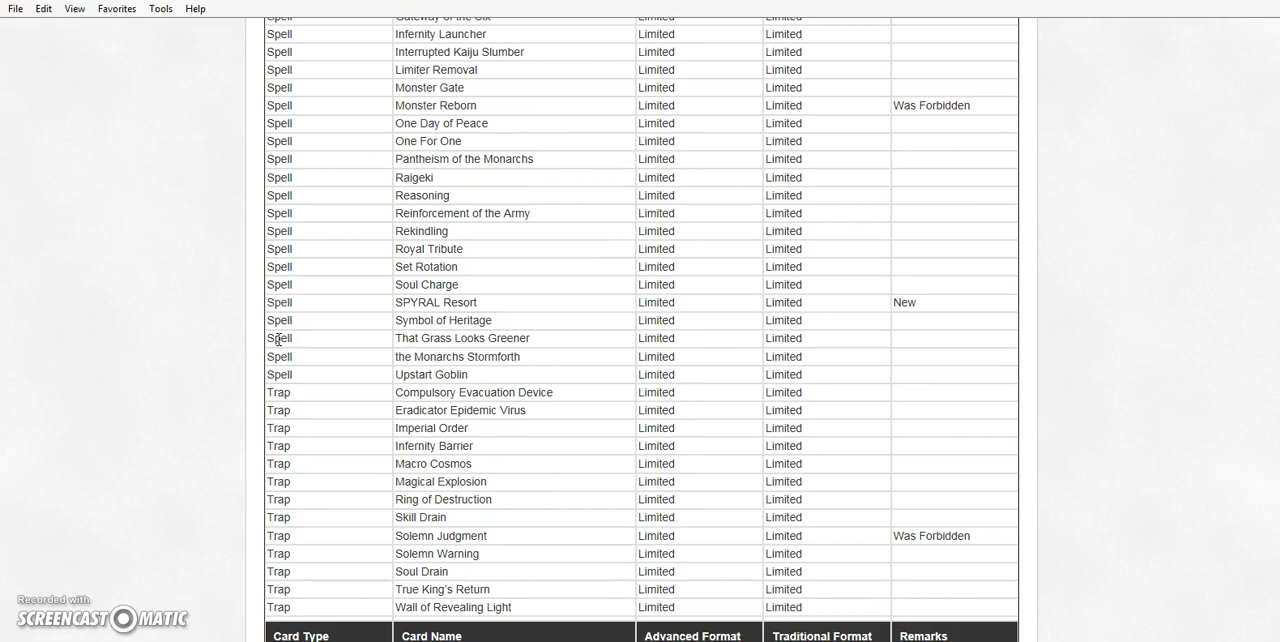 File Edit View Favorites Tools Help
Spell Gateway of the Six Limited Limited
Spell Infernity Launcher Limited Limited
Spell Interrupted Kaiju Slumber Limited Limited
Spell Limiter Removal Limited Limited
Spell Monster Gate Limited Limited
Spell Monster Reborn Limited Limited Was Forbidden
Spell One Day of Peace Limited Limited
Spell One For One Limited Limited
Spell Pantheism of the Monarchs Limited Limited
Spell Raigeki Limited Limited
Spell Reasoning Limited Limited
Spell Reinforcement of the Army Limited Limited
Spell Rekindling Limited Limited
Spell Royal Tribute Limited Limited
Spell Set Rotation Limited Limited
Spell Soul Charge Limited Limited
Spell SPYRAL Resort Limited Limited New
Spell Symbol of Heritage Limited Limited
Spell That Grass Looks Greener Limited Limited
Spell the Monarchs Stormforth Limited Limited
Spell Upstart Goblin Limited Limited
Trap Compulsory Evacuation Device Limited Limited
Trap Eradicator Epidemic Virus Limited Limited
Trap Imperial Order Limited Limited
Trap Infernity Barrier Limited Limited
Trap Macro Cosmos Limited Limited
Trap Magical Explosion Limited Limited
Trap Ring of Destruction Limited Limited
Trap Skill Drain Limited Limited
Trap Solemn Judgment Limited Limited Was Forbidden
Trap Solemn Warning Limited Limited
Trap Soul Drain Limited Limited
Trap True King's Return Limited Limited
Trap Wall of Revealing Light Limited Limited
Card Type Card Name Advanced Format Traditional Format Remarks
Recorded with
SCREENCAST-O-MATIC